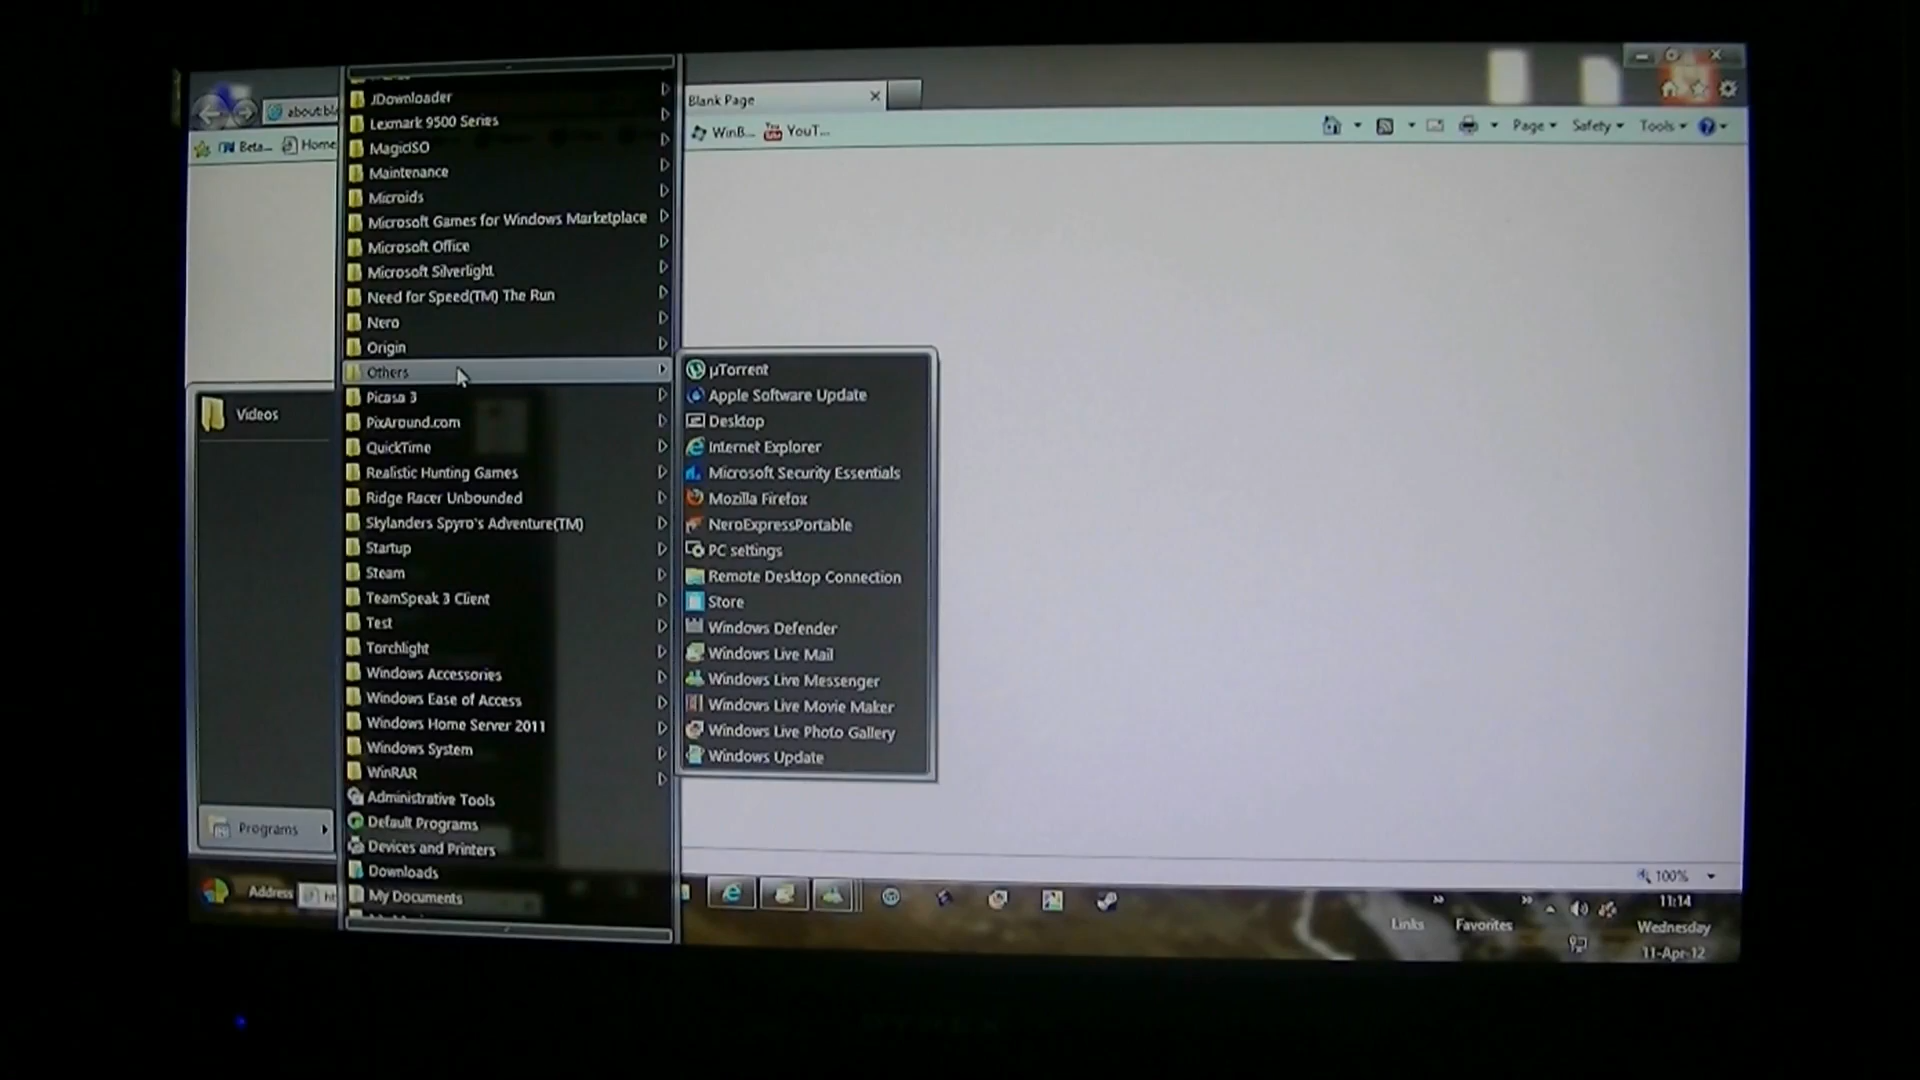 about:bl
Blank Page
Beta...
Home
WinB...
YouT...
Page
Safety
Tools
JDownloader
Lexmark 9500 Series
MagicISO
Maintenance
Microids
Microsoft Games for Windows Marketplace
Microsoft Office
Microsoft Silverlight
Need for Speed(TM) The Run
Nero
Origin
Others
Picasa 3
PixAround.com
QuickTime
Realistic Hunting Games
Ridge Racer Unbounded
Skylanders Spyro's Adventure(TM)
Startup
Steam
TeamSpeak 3 Client
Test
Torchlight
Windows Accessories
Windows Ease of Access
Windows Home Server 2011
Windows System
WinRAR
Administrative Tools
Default Programs
Devices and Printers
Downloads
My Documents
µTorrent
Apple Software Update
Desktop
Internet Explorer
Microsoft Security Essentials
Mozilla Firefox
NeroExpressPortable
PC settings
Remote Desktop Connection
Store
Windows Defender
Windows Live Mail
Windows Live Messenger
Windows Live Movie Maker
Windows Live Photo Gallery
Windows Update
Videos
Programs
100%
Address
ht
Links
Favorites
11:14
Wednesday
11-Apr-12